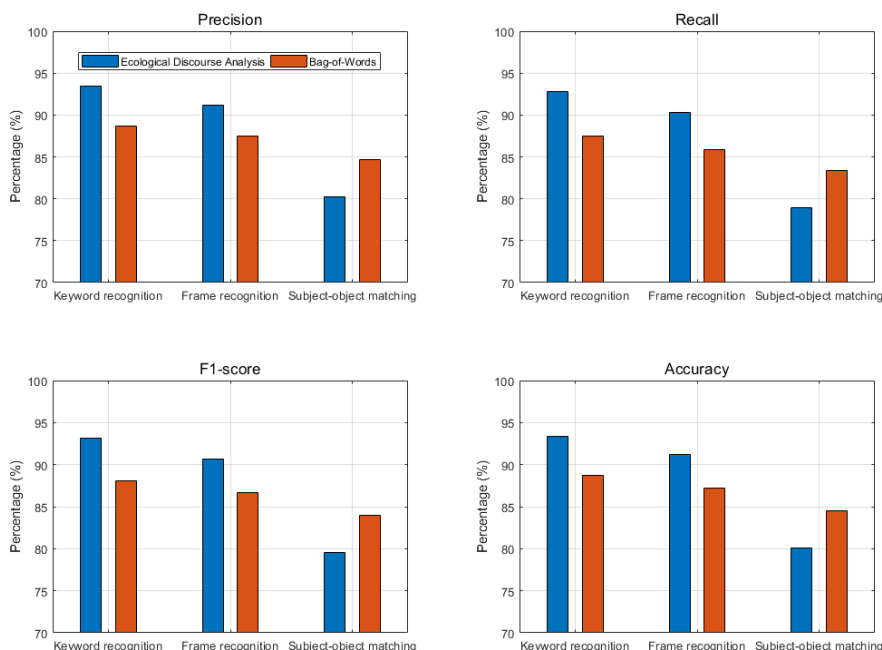 Precision
100
95
90
85
80
75
70
Percentage (%)
Ecological Discourse Analysis Bag-of-Words
Keyword recognition Frame recognition Subject-object matching
Recall
100
95
90
85
80
75
70
Percentage (%)
Keyword recognition Frame recognition Subject-object matching
F1-score
100
95
90
85
80
75
70
Percentage (%)
Keyword recognition Frame recognition Subject-object matching
Accuracy
100
95
90
85
80
75
70
Percentage (%)
Keyword recognition Frame recognition Subject-object matching